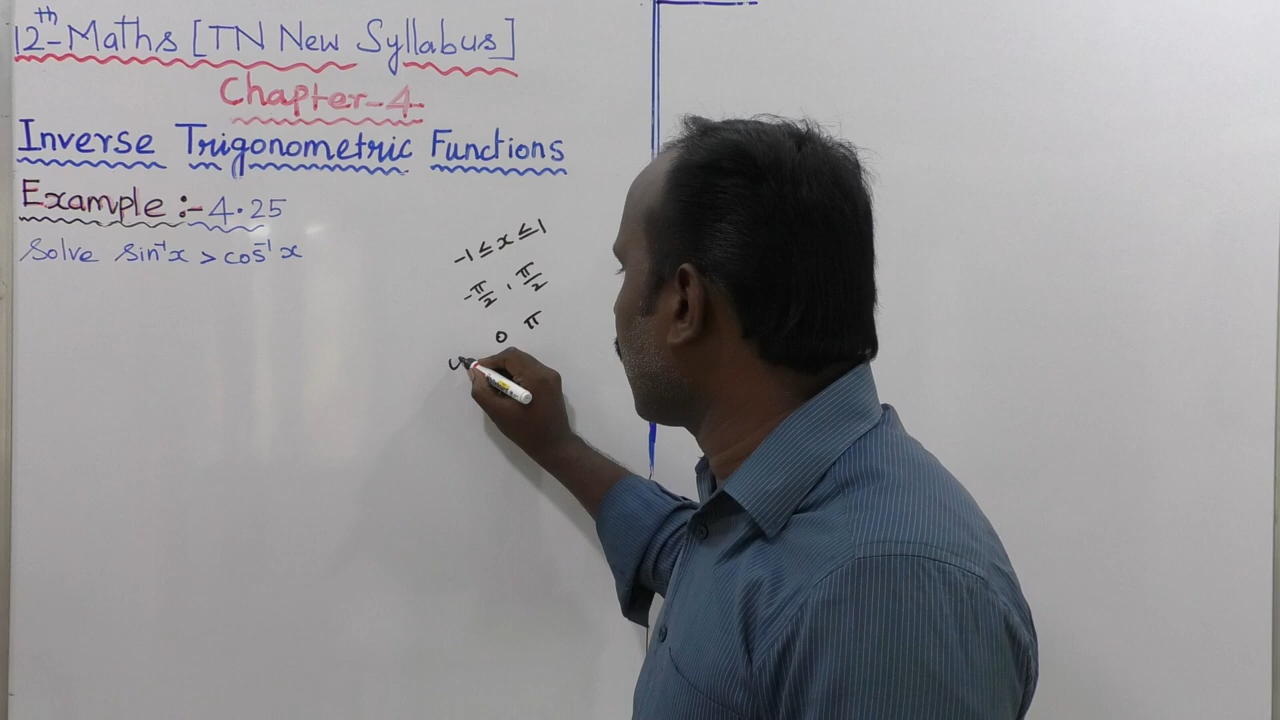 12th-Maths [TN New Syllabus]
Chapter-4
Inverse Trigonometric Functions
Example :- 4.25
Solve sin⁻¹x > cos⁻¹x
-1 ≤ x ≤ 1
-π/2 , π/2
0 π